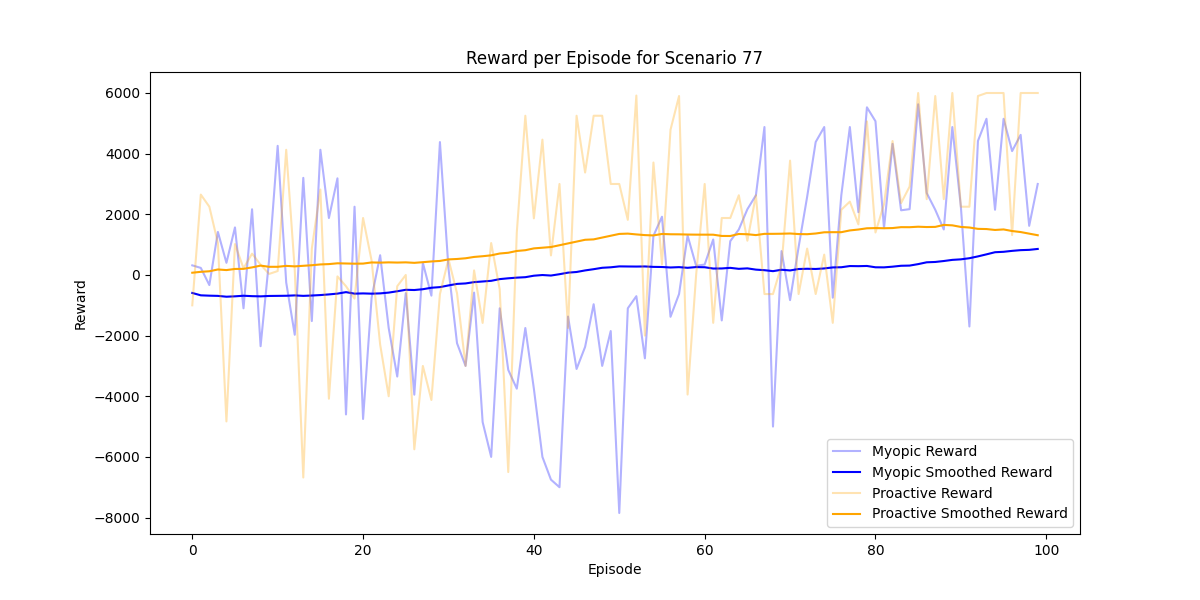 Reward per Episode for Scenario 77
6000
4000
2000
0
−2000
−4000
−6000
−8000
Reward
0 20 40 60 80 100
Episode
Myopic Reward
Myopic Smoothed Reward
Proactive Reward
Proactive Smoothed Reward